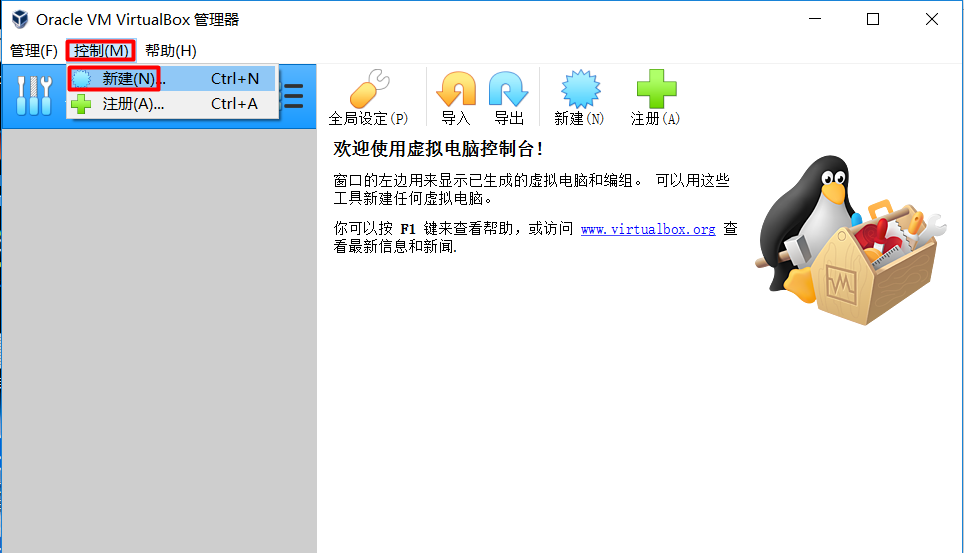 Oracle VM VirtualBox 管理器
管理(F) 控制(M) 帮助(H)
新建(N)... Ctrl+N
注册(A)... Ctrl+A
全局设定(P) 导入 导出 新建(N) 注册(A)
欢迎使用虚拟电脑控制台!
窗口的左边用来显示已生成的虚拟电脑和编组。 可以用这些
工具新建任何虚拟电脑。
你可以按 F1 键来查看帮助，或访问 www.virtualbox.org 查
看最新信息和新闻.